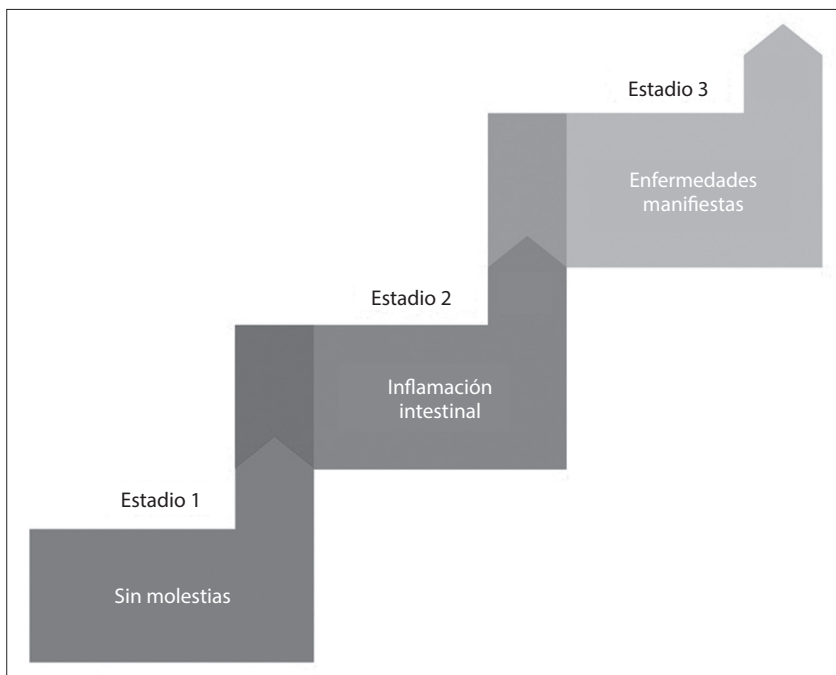 Estadio 3
Enfermedades
manifiestas
Estadio 2
Inflamación
intestinal
Estadio 1
Sin molestias